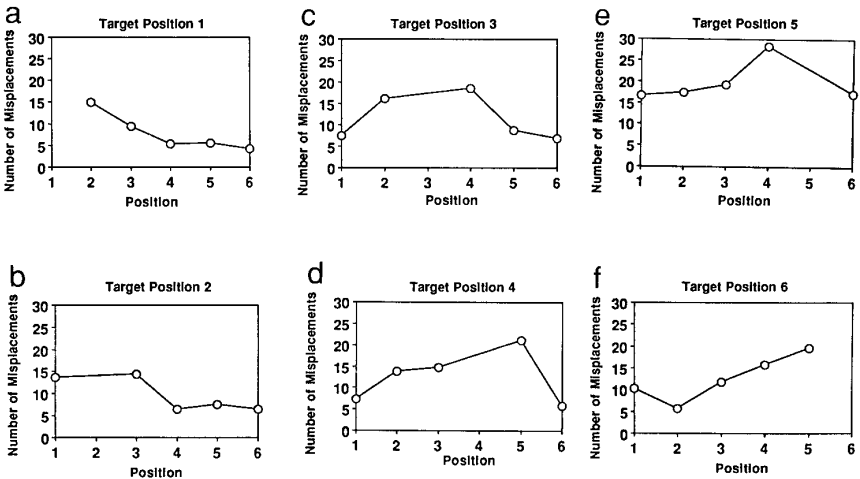 a
Target Position 1
Number of Misplacements
30
25
20
15
10
5
0
1 2 3 4 5 6
Position
c
Target Position 3
Number of Misplacements
30
25
20
15
10
5
0
1 2 3 4 5 6
Position
e
Target Position 5
Number of Misplacements
30
25
20
15
10
5
0
1 2 3 4 5 6
Position
b
Target Position 2
Number of Misplacements
30
25
20
15
10
5
0
1 2 3 4 5 6
Position
d
Target Position 4
Number of Misplacements
30
25
20
15
10
5
0
1 2 3 4 5 6
Position
f
Target Position 6
Number of Misplacements
30
25
20
15
10
5
0
1 2 3 4 5 6
Position